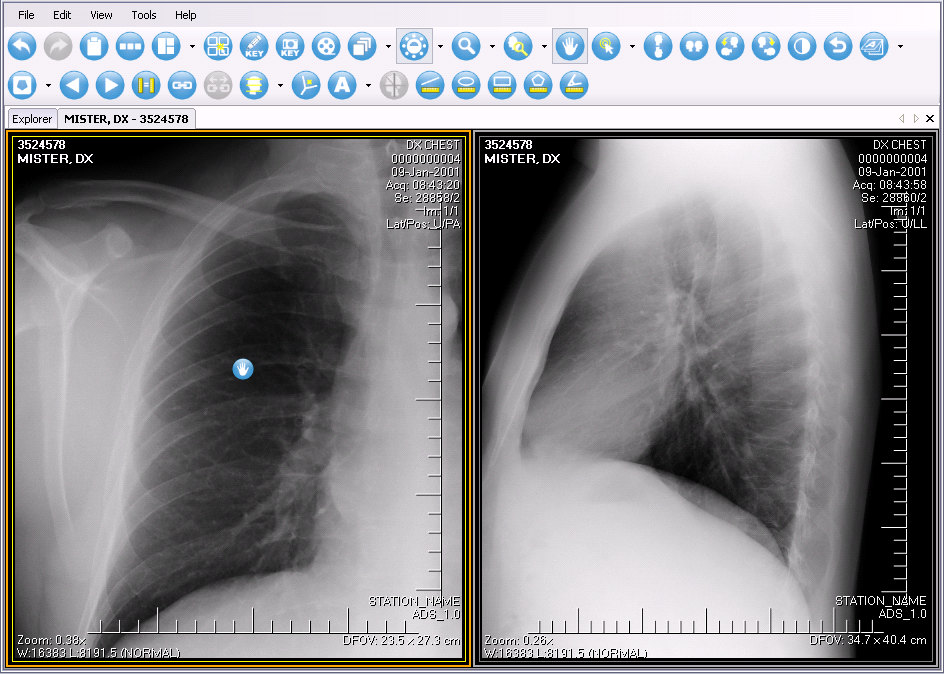 File Edit View Tools Help
KEY KEY
A
Explorer MISTER, DX - 3524578
3524578
MISTER, DX
DX CHEST
0000000004
09-Jan-2001
Acq: 08:43:20
Se: 28858/2
Im: 1/1
Lat/Pos: U/PA
STATION_NAME
ADS_1.0
Zoom: 0.38x
DFOV: 23.5 x 27.3 cm
W:16383 L:8191.5 (NORMAL)
3524578
MISTER, DX
DX CHEST
0000000004
09-Jan-2001
Acq: 08:43:58
Se: 28860/2
Im: 1/1
Lat/Pos: U/LL
STATION_NAME
ADS_1.0
Zoom: 0.26x
DFOV: 34.7 x 40.4 cm
W:16383 L:8191.5 (NORMAL)